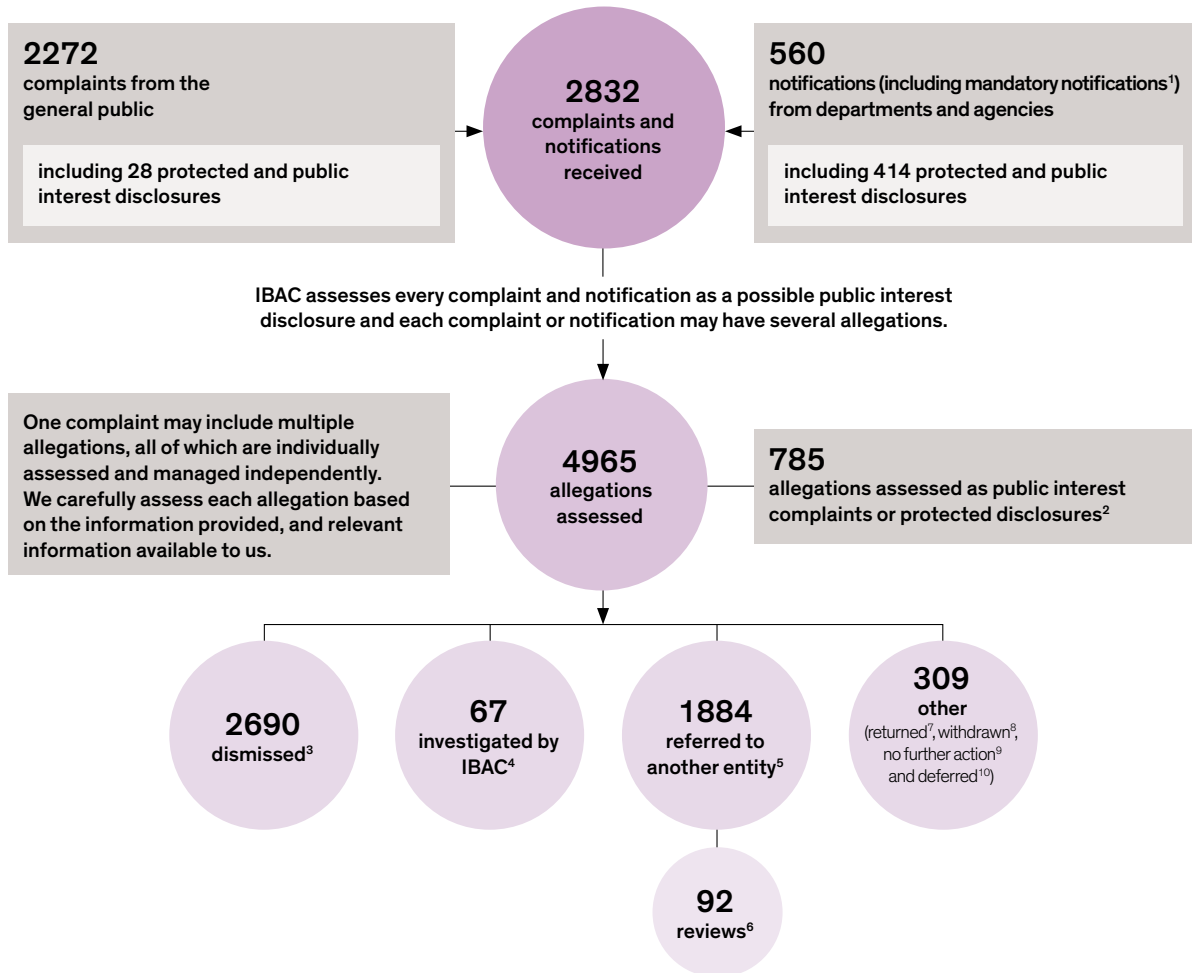 2272
complaints from the
general public
including 28 protected and public
interest disclosures
2832
complaints and
notifications
received
560
notifications (including mandatory notifications¹)
from departments and agencies
including 414 protected and public
interest disclosures
IBAC assesses every complaint and notification as a possible public interest
disclosure and each complaint or notification may have several allegations.
One complaint may include multiple
allegations, all of which are individually
assessed and managed independently.
We carefully assess each allegation based
on the information provided, and relevant
information available to us.
4965
allegations
assessed
785
allegations assessed as public interest
complaints or protected disclosures²
2690
dismissed³
67
investigated by
IBAC⁴
1884
referred to
another entity⁵
309
other
(returned⁷, withdrawn⁸,
no further action⁹
and deferred¹⁰)
92
reviews⁶